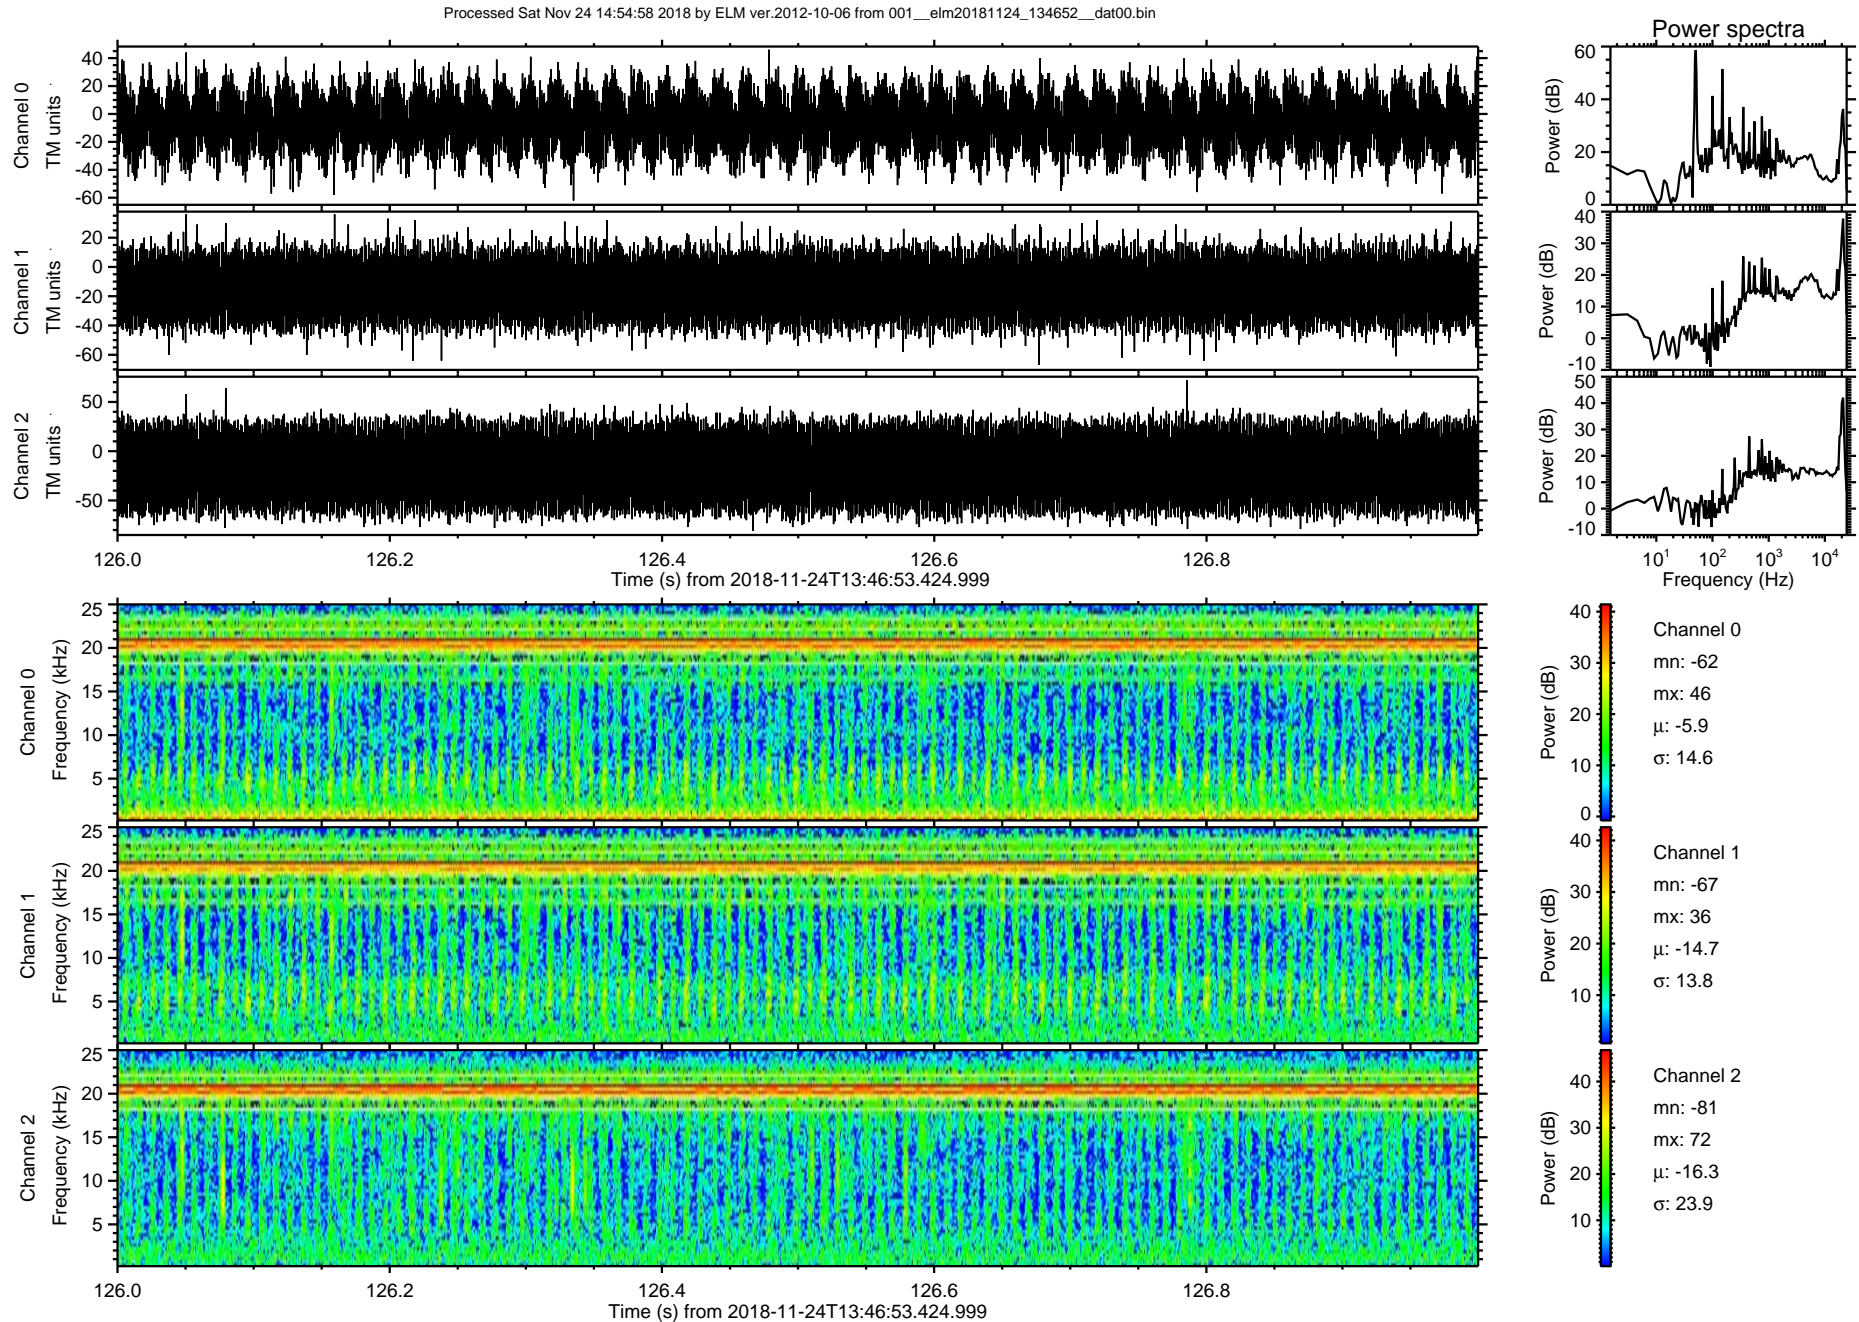 Processed Sat Nov 24 14:54:58 2018 by ELM ver.2012-10-06 from 001__elm20181124_134652__dat00.bin
Power spectra
Channel 0
TM units
40
20
0
-20
-40
-60
Power (dB)
60
40
20
0
Channel 1
TM units
20
0
-20
-40
-60
Power (dB)
40
30
20
10
0
-10
Channel 2
TM units
50
0
-50
Power (dB)
50
40
30
20
10
0
-10
126.0 126.2 126.4 126.6 126.8
Time (s) from 2018-11-24T13:46:53.424.999
10^1 10^2 10^3 10^4
Frequency (Hz)
Channel 0
Frequency (kHz)
25
20
15
10
5
Power (dB)
40
30
20
10
0
Channel 0
mn: -62
mx: 46
μ: -5.9
σ: 14.6
Channel 1
Frequency (kHz)
25
20
15
10
5
Power (dB)
40
30
20
10
Channel 1
mn: -67
mx: 36
μ: -14.7
σ: 13.8
Channel 2
Frequency (kHz)
25
20
15
10
5
Power (dB)
40
30
20
10
Channel 2
mn: -81
mx: 72
μ: -16.3
σ: 23.9
126.0 126.2 126.4 126.6 126.8
Time (s) from 2018-11-24T13:46:53.424.999